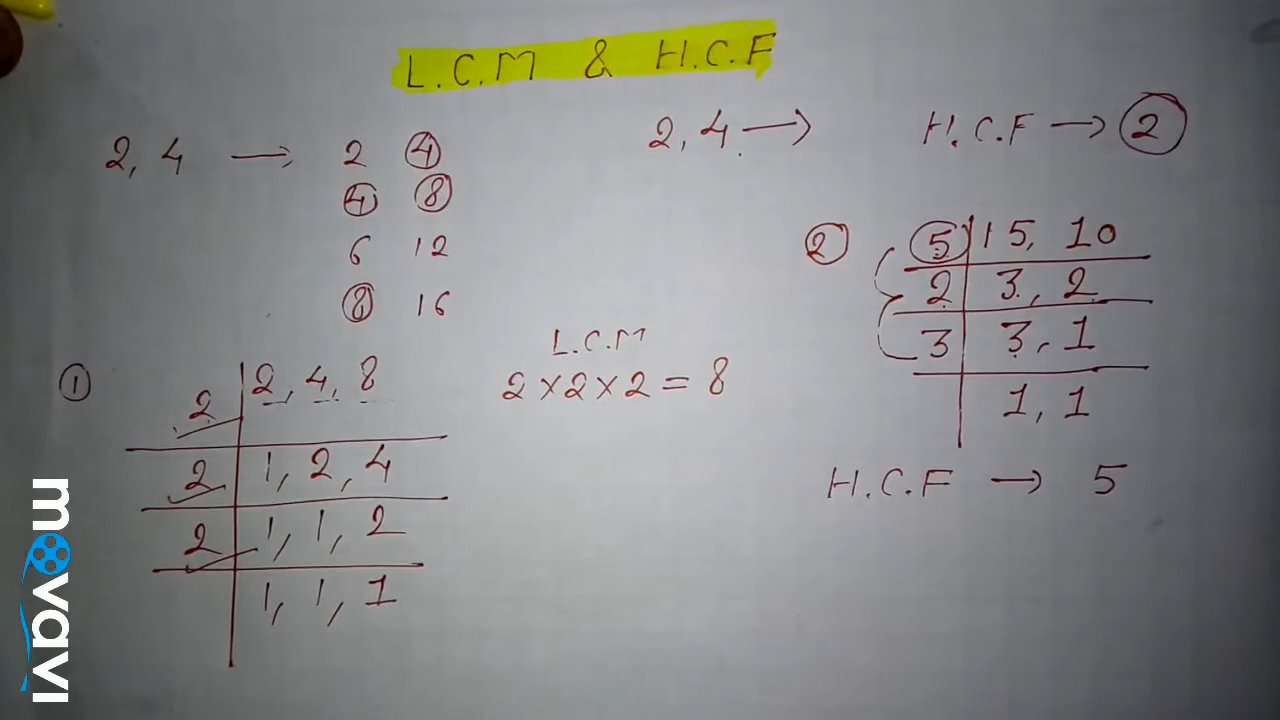 L.C.M & H.C.F
2, 4 → 2 4
4 8
6 12
8 16
2, 4 → H.C.F → 2
① 2 2, 4, 8
2 1, 2, 4
2 1, 1, 2
1, 1, 1
L.C.M
2×2×2 = 8
② 5 15, 10
2 3, 2
3 3, 1
1, 1
H.C.F → 5
movavi